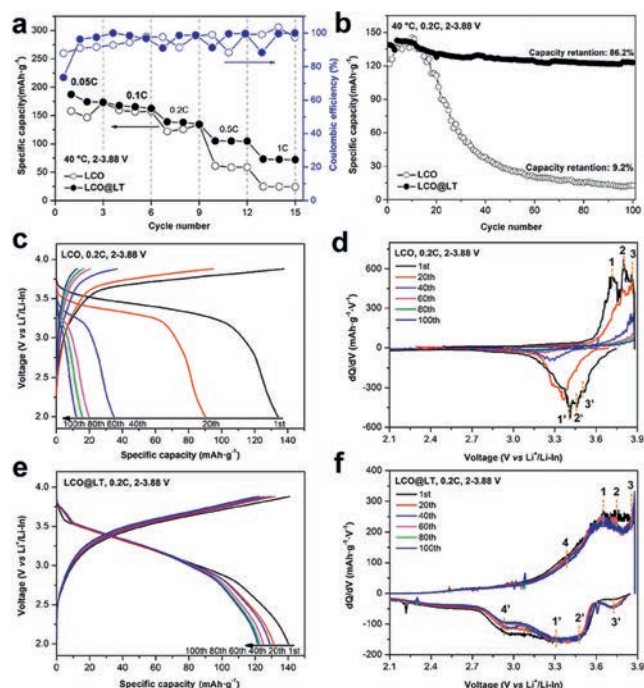 a
Specific capacity(mAh·g⁻¹)
300
250
200
150
100
50
0
0.05C
0.1C
0.2C
0.5C
1C
40 °C, 2-3.88 V
LCO
LCO@LT
0 3 6 9 12 15
Cycle number
100
80
60
40
20
0
Coulombic efficiency(%)
b
Specific capacity(mAh·g⁻¹)
150
120
90
60
30
0
40 °C, 0.2C, 2-3.88 V
Capacity retention: 86.2%
Capacity retention: 9.2%
LCO
LCO@LT
0 20 40 60 80 100
Cycle number
c
LCO, 0.2C, 2-3.88 V
Voltage (V vs Li⁺/Li-In)
4.0
3.5
3.0
2.5
2.0
100th 80th 60th 40th 20th 1st
0 20 40 60 80 100 120 140
Specific capacity (mAh·g⁻¹)
d
LCO, 0.2C, 2-3.88 V
dQ/dV (mAh·g⁻¹·V⁻¹)
600
300
0
-300
-600
1st
20th
40th
60th
80th
100th
1 2 3
1' 2' 3'
2.1 2.4 2.7 3.0 3.3 3.6 3.9
Voltage (V vs Li⁺/Li-In)
e
LCO@LT, 0.2C, 2-3.88 V
Voltage (V vs Li⁺/Li-In)
4.0
3.5
3.0
2.5
2.0
100th 80th 60th 40th 20th 1st
0 20 40 60 80 100 120 140
Specific capacity (mAh·g⁻¹)
f
LCO@LT, 0.2C, 2-3.88 V
dQ/dV (mAh·g⁻¹·V⁻¹)
400
300
200
100
0
-100
-200
1st
20th
40th
60th
80th
100th
1 2 3
4
4' 1' 2' 3'
2.1 2.4 2.7 3.0 3.3 3.6 3.9
Voltage (V vs Li⁺/Li-In)